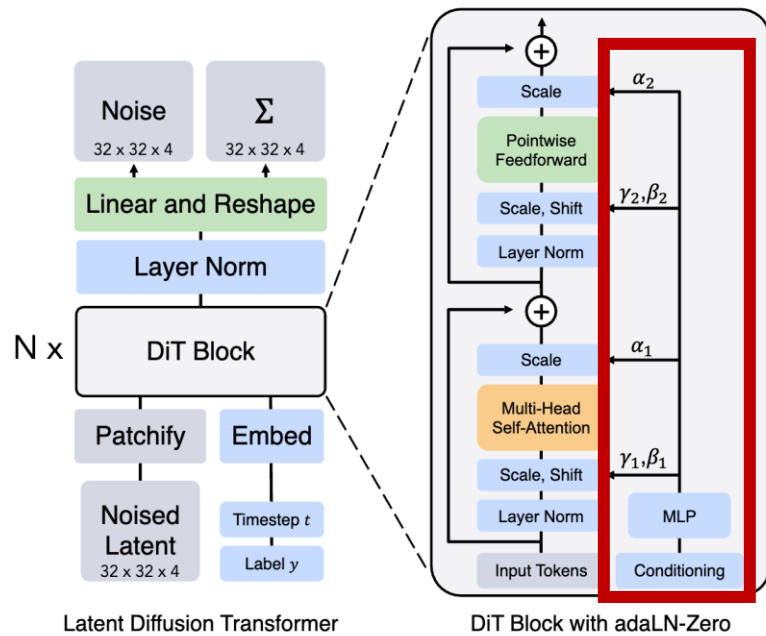 Noise
32 x 32 x 4
Σ
32 x 32 x 4
Linear and Reshape
Layer Norm
N x
DiT Block
Patchify
Embed
Noised
Latent
32 x 32 x 4
Timestep t
Label y
Latent Diffusion Transformer
+
Scale
α₂
Pointwise
Feedforward
Scale, Shift
γ₂,β₂
Layer Norm
+
Scale
α₁
Multi-Head
Self-Attention
Scale, Shift
γ₁,β₁
Layer Norm
MLP
Input Tokens
Conditioning
DiT Block with adaLN-Zero